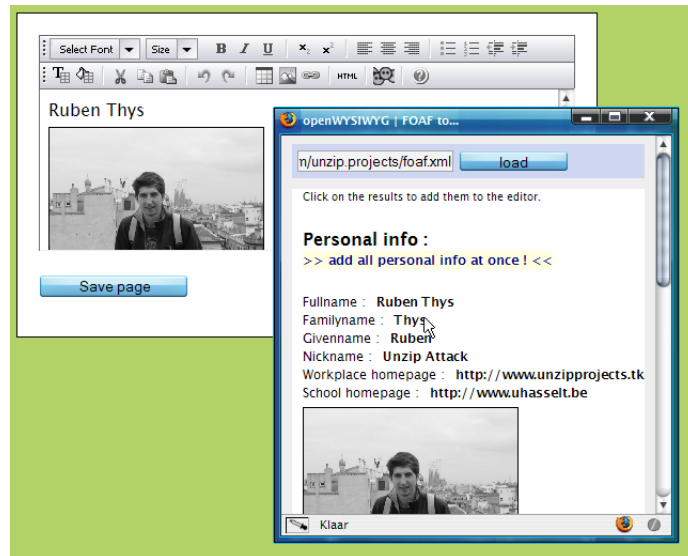 Select Font Size B I U x₂ x²
HTML
Ruben Thys
Save page
openWYSIWYG | FOAF to...
n/unzip.projects/foaf.xml load
Click on the results to add them to the editor.
Personal info :
>> add all personal info at once ! <<
Fullname : Ruben Thys
Familyname : Thys
Givenname : Ruben
Nickname : Unzip Attack
Workplace homepage : http://www.unzipprojects.tk
School homepage : http://www.uhasselt.be
Klaar